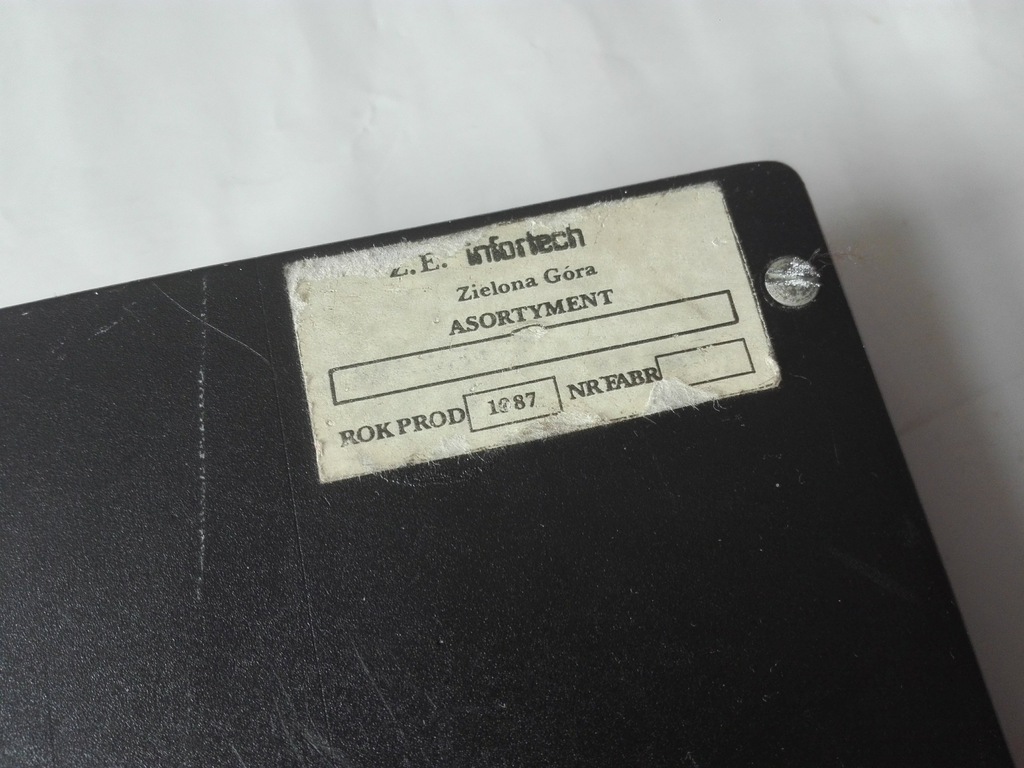 Z.E. infortech
Zielona Góra
ASORTYMENT
ROK PROD 1987 NR FABR